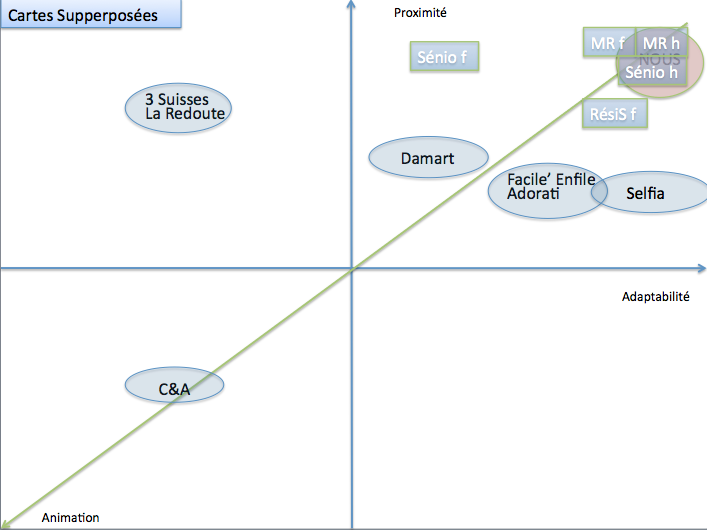 Cartes Supperposées
Proximité
MR f
MR h
NOUS
Sénio f
Sénio h
3 Suisses
La Redoute
RésiS f
Damart
Facile’ Enfile
Adorati
Selfia
Adaptabilité
C&A
Animation